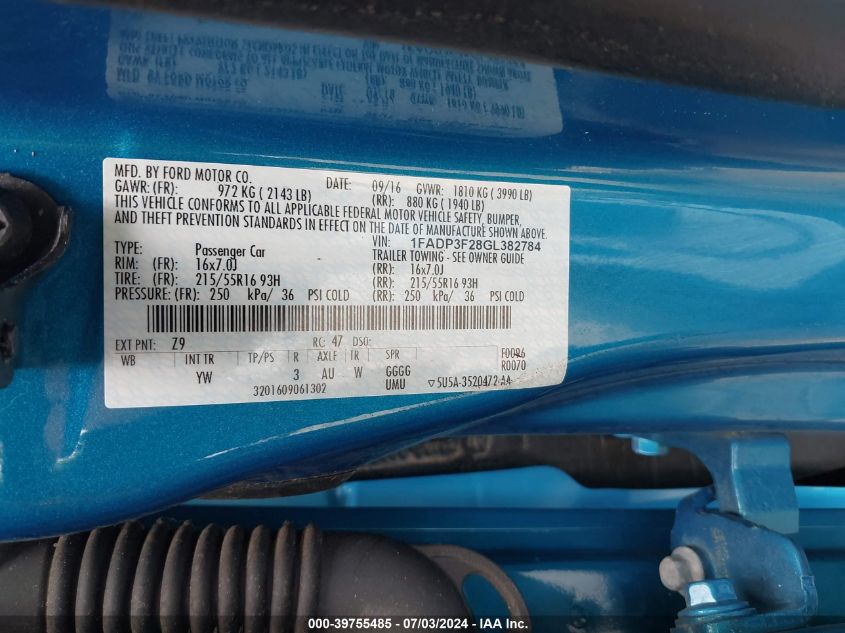 MFD. BY FORD MOTOR CO.
DATE: 09/16 GVWR: 1810 KG ( 3990 LB)
GAWR: (FR): 972 KG ( 2143 LB) (RR): 880 KG ( 1940 LB)
THIS VEHICLE CONFORMS TO ALL APPLICABLE FEDERAL MOTOR VEHICLE SAFETY, BUMPER,
AND THEFT PREVENTION STANDARDS IN EFFECT ON THE DATE OF MANUFACTURE SHOWN ABOVE.
VIN: 1FADP3F28GL382784
TYPE: Passenger Car TRAILER TOWING - SEE OWNER GUIDE
RIM: (FR): 16x7.0J (RR): 16x7.0J
TIRE: (FR): 215/55R16 93H (RR): 215/55R16 93H
PRESSURE: (FR): 250 kPa/ 36 PSI COLD (RR): 250 kPa/ 36 PSI COLD
EXT PNT: Z9 RC: 47 DSO:
WB INT TR TP/PS R AXLE TR SPR F0086
YW 3 AU W GGGG R0070
3201609061302 UMU ▽5U5A-3520472-AA
000-39755485 - 07/03/2024 - IAA Inc.